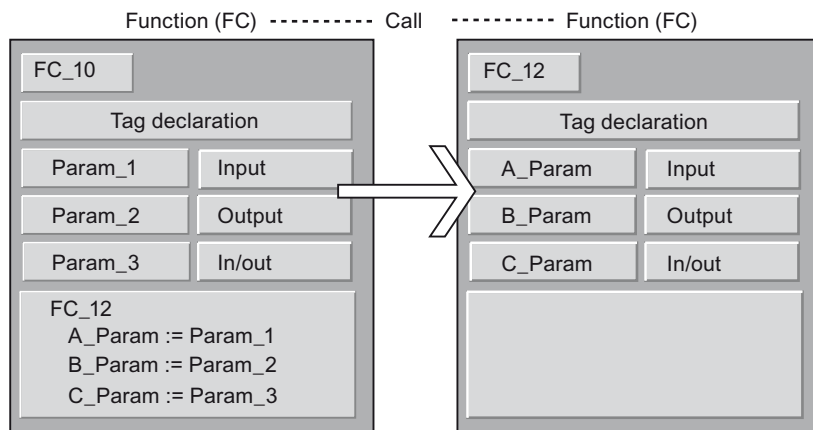 Function (FC) Call Function (FC)
FC_10
Tag declaration
Param_1 Input
Param_2 Output
Param_3 In/out
FC_12
A_Param := Param_1
B_Param := Param_2
C_Param := Param_3
FC_12
Tag declaration
A_Param Input
B_Param Output
C_Param In/out